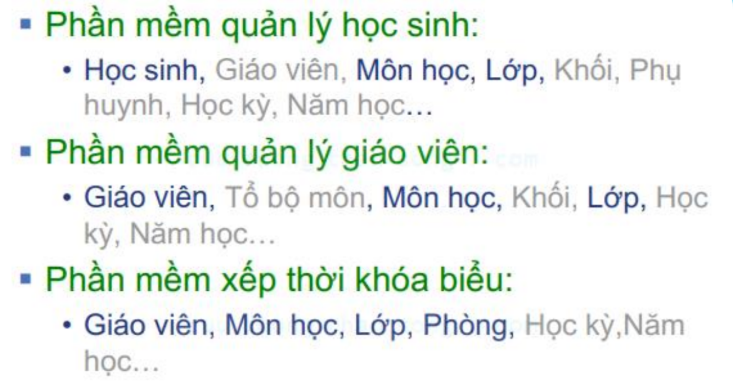 Phần mềm quản lý học sinh:
• Học sinh, Giáo viên, Môn học, Lớp, Khối, Phụ
huynh, Học kỳ, Năm học…
Phần mềm quản lý giáo viên:
• Giáo viên, Tổ bộ môn, Môn học, Khối, Lớp, Học
kỳ, Năm học…
Phần mềm xếp thời khóa biểu:
• Giáo viên, Môn học, Lớp, Phòng, Học kỳ,Năm
học…